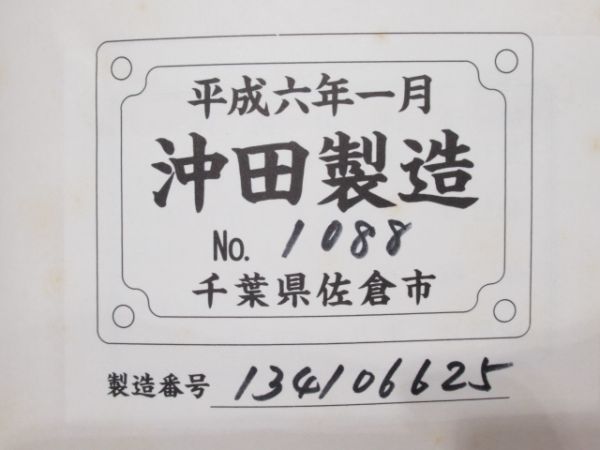 平成六年一月
沖田製造
No. 1088
千葉県佐倉市
製造番号 134106625